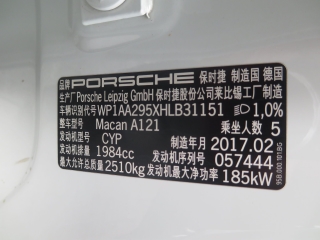 品牌 PORSCHE 保时捷 制造国 德国
生产厂 Porsche Leipzig GmbH 保时捷股份公司莱比锡工厂制造
车辆识别代号 WP1AA295XHLB31151 1,0%
整车型号 Macan A121 乘坐人数 5
发动机型号 CYP 制造年月 2017.02
发动机排量 1984cc 发动机序列号 057444
最大允许总质量 2510kg 发动机最大净功率 185kW
95B.000.101.BG